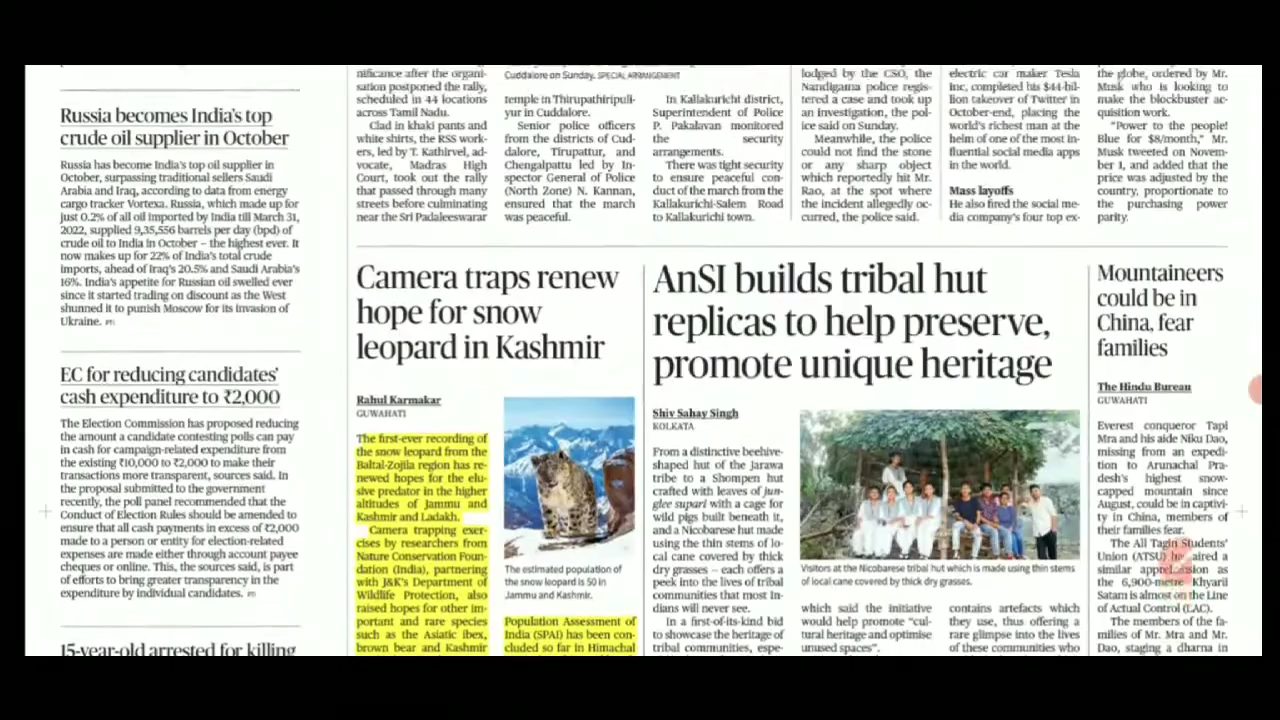 Russia becomes India's top
crude oil supplier in October
Russia has become India's top oil supplier in
October, surpassing traditional sellers Saudi
Arabia and Iraq, according to data from energy
cargo tracker Vortexa. Russia, which made up for
just 0.2% of all oil imported by India till March 31,
2022, supplied 9,35,556 barrels per day (bpd) of
crude oil to India in October – the highest ever. It
now makes up for 22% of India's total crude
imports, ahead of Iraq's 20.5% and Saudi Arabia's
16%. India's appetite for Russian oil swelled ever
since it started trading on discount as the West
shunned it to punish Moscow for its invasion of
Ukraine. PTI
EC for reducing candidates'
cash expenditure to ₹2,000
The Election Commission has proposed reducing
the amount a candidate contesting polls can pay
in cash for campaign-related expenditure from
the existing ₹10,000 to ₹2,000 to make their
transactions more transparent, sources said. In
the proposal submitted to the government
recently, the poll panel recommended that the
Conduct of Election Rules should be amended to
ensure that all cash payments in excess of ₹2,000
made to a person or entity for election-related
expenses are made either through account payee
cheques or online. This, the sources said, is part
of efforts to bring greater transparency in the
expenditure by individual candidates. PTI
15-year-old arrested for killing
nificance after the organi-
sation postponed the rally,
scheduled in 44 locations
across Tamil Nadu.
Clad in khaki pants and
white shirts, the RSS work-
ers, led by T. Kathirvel, ad-
vocate, Madras High
Court, took out the rally
that passed through many
streets before culminating
near the Sri Padaleeswarar
Cuddalore on Sunday. SPECIAL ARRANGEMENT
temple in Thirupathiripuli-
yur in Cuddalore.
Senior police officers
from the districts of Cud-
dalore, Tirupattur, and
Chengalpattu led by In-
spector General of Police
(North Zone) N. Kannan,
ensured that the march
was peaceful.
In Kallakurichi district,
Superintendent of Police
P. Pakalavan monitored
the security
arrangements.
There was tight security
to ensure peaceful con-
duct of the march from the
Kallakurichi-Salem Road
to Kallakurichi town.
lodged by the CSO, the
Nandigama police regis-
tered a case and took up
an investigation, the pol-
ice said on Sunday.
Meanwhile, the police
could not find the stone
or any sharp object
which reportedly hit Mr.
Rao, at the spot where
the incident allegedly oc-
curred, the police said.
electric car maker Tesla
Inc, completed his $44-bil-
lion takeover of Twitter in
October-end, placing the
world's richest man at the
helm of one of the most in-
fluential social media apps
in the world.
Mass layoffs
He also fired the social me-
dia company's four top ex-
the globe, ordered by Mr.
Musk who is looking to
make the blockbuster ac-
quisition work.
"Power to the people!
Blue for $8/month," Mr.
Musk tweeted on Novem-
ber 1, and added that the
price was adjusted by the
country, proportionate to
the purchasing power
parity.
Camera traps renew
hope for snow
leopard in Kashmir
Rahul Karmakar
GUWAHATI
The first-ever recording of
the snow leopard from the
Baltal-Zojila region has re-
newed hopes for the elu-
sive predator in the higher
altitudes of Jammu and
Kashmir and Ladakh.
Camera trapping exer-
cises by researchers from
Nature Conservation Foun-
dation (India), partnering
with J&K's Department of
Wildlife Protection, also
raised hopes for other im-
portant and rare species
such as the Asiatic ibex,
brown bear and Kashmir
The estimated population of
the snow leopard is 50 in
Jammu and Kashmir.
Population Assessment of
India (SPAI) has been con-
cluded so far in Himachal
AnSI builds tribal hut
replicas to help preserve,
promote unique heritage
Shiv Sahay Singh
KOLKATA
From a distinctive beehive-
shaped hut of the Jarawa
tribe to a Shompen hut
crafted with leaves of jun-
glee supari with a cage for
wild pigs built beneath it,
and a Nicobarese hut made
using the thin stems of lo-
cal cane covered by thick
dry grasses – each offers a
peek into the lives of tribal
communities that most In-
dians will never see.
In a first-of-its-kind bid
to showcase the heritage of
tribal communities, espe-
Visitors at the Nicobarese tribal hut which is made using thin stems
of local cane covered by thick dry grasses.
which said the initiative
would help promote "cul-
tural heritage and optimise
unused spaces".
contains artefacts which
they use, thus offering a
rare glimpse into the lives
of these communities who
Mountaineers
could be in
China, fear
families
The Hindu Bureau
GUWAHATI
Everest conqueror Tapi
Mra and his aide Niku Dao,
missing from an expedi-
tion to Arunachal Pra-
desh's highest snow-
capped mountain since
August, could be in captivi-
ty in China, members of
their families fear.
The All Tagin Students'
Union (ATSU) has aired a
similar apprehension as
the 6,900-metre Khyarii
Satam is almost on the Line
of Actual Control (LAC).
The members of the fa-
milies of Mr. Mra and Mr.
Dao, staging a dharna in